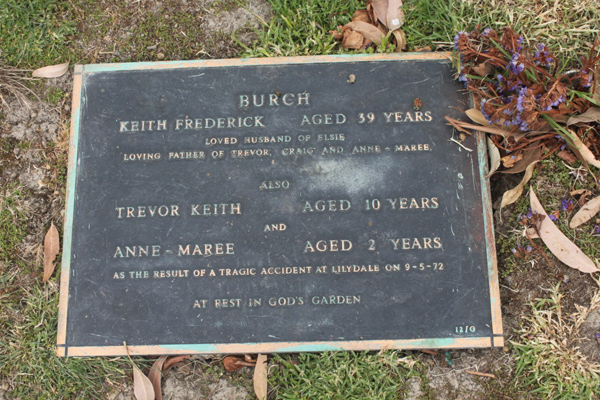 BURCH
KEITH FREDERICK AGED 39 YEARS
LOVED HUSBAND OF ELSIE
LOVING FATHER OF TREVOR, CRAIG AND ANNE-MAREE.
ALSO
TREVOR KEITH AGED 10 YEARS
AND
ANNE-MAREE AGED 2 YEARS
AS THE RESULT OF A TRAGIC ACCIDENT AT LILYDALE ON 9-5-72
AT REST IN GOD'S GARDEN